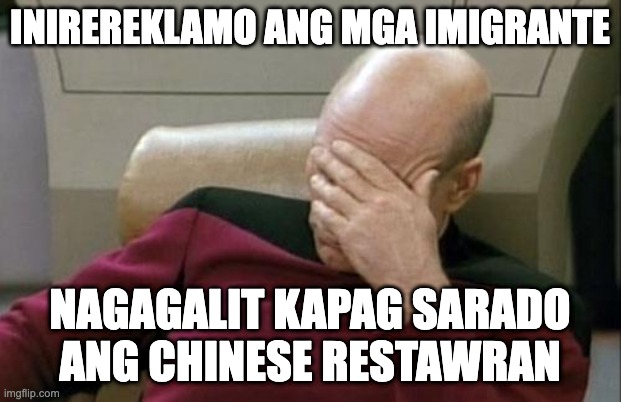 INIREREKLAMO ANG MGA IMIGRANTE
NAGAGALIT KAPAG SARADO
ANG CHINESE RESTAWRAN
imgflip.com